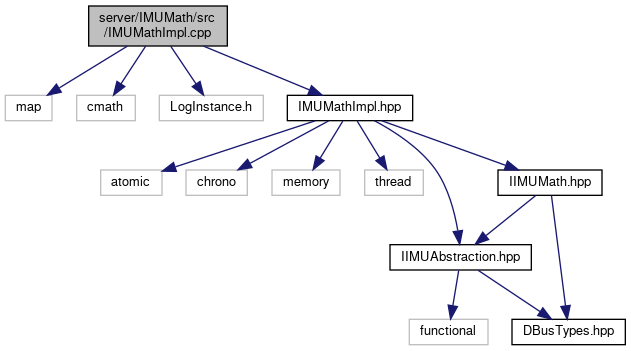 server/IMUMath/src
/IMUMathImpl.cpp
map
cmath
LogInstance.h
IMUMathImpl.hpp
atomic
chrono
memory
thread
IIMUMath.hpp
IIMUAbstraction.hpp
functional
DBusTypes.hpp